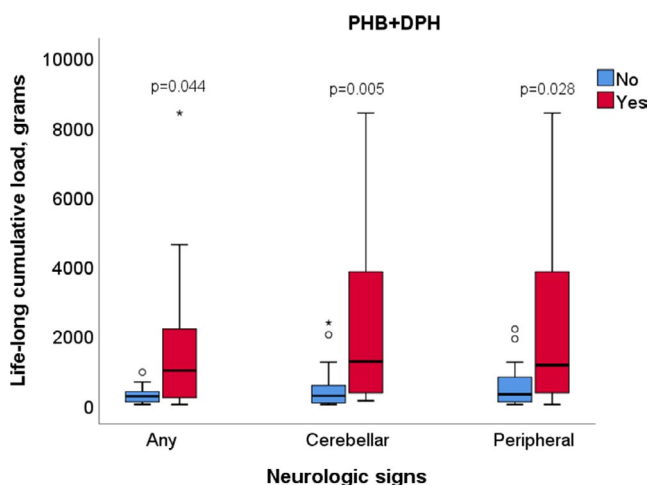 PHB+DPH
Life-long cumulative load, grams
10000
8000
6000
4000
2000
0
p=0.044
p=0.005
p=0.028
No
Yes
Any
Cerebellar
Peripheral
Neurologic signs